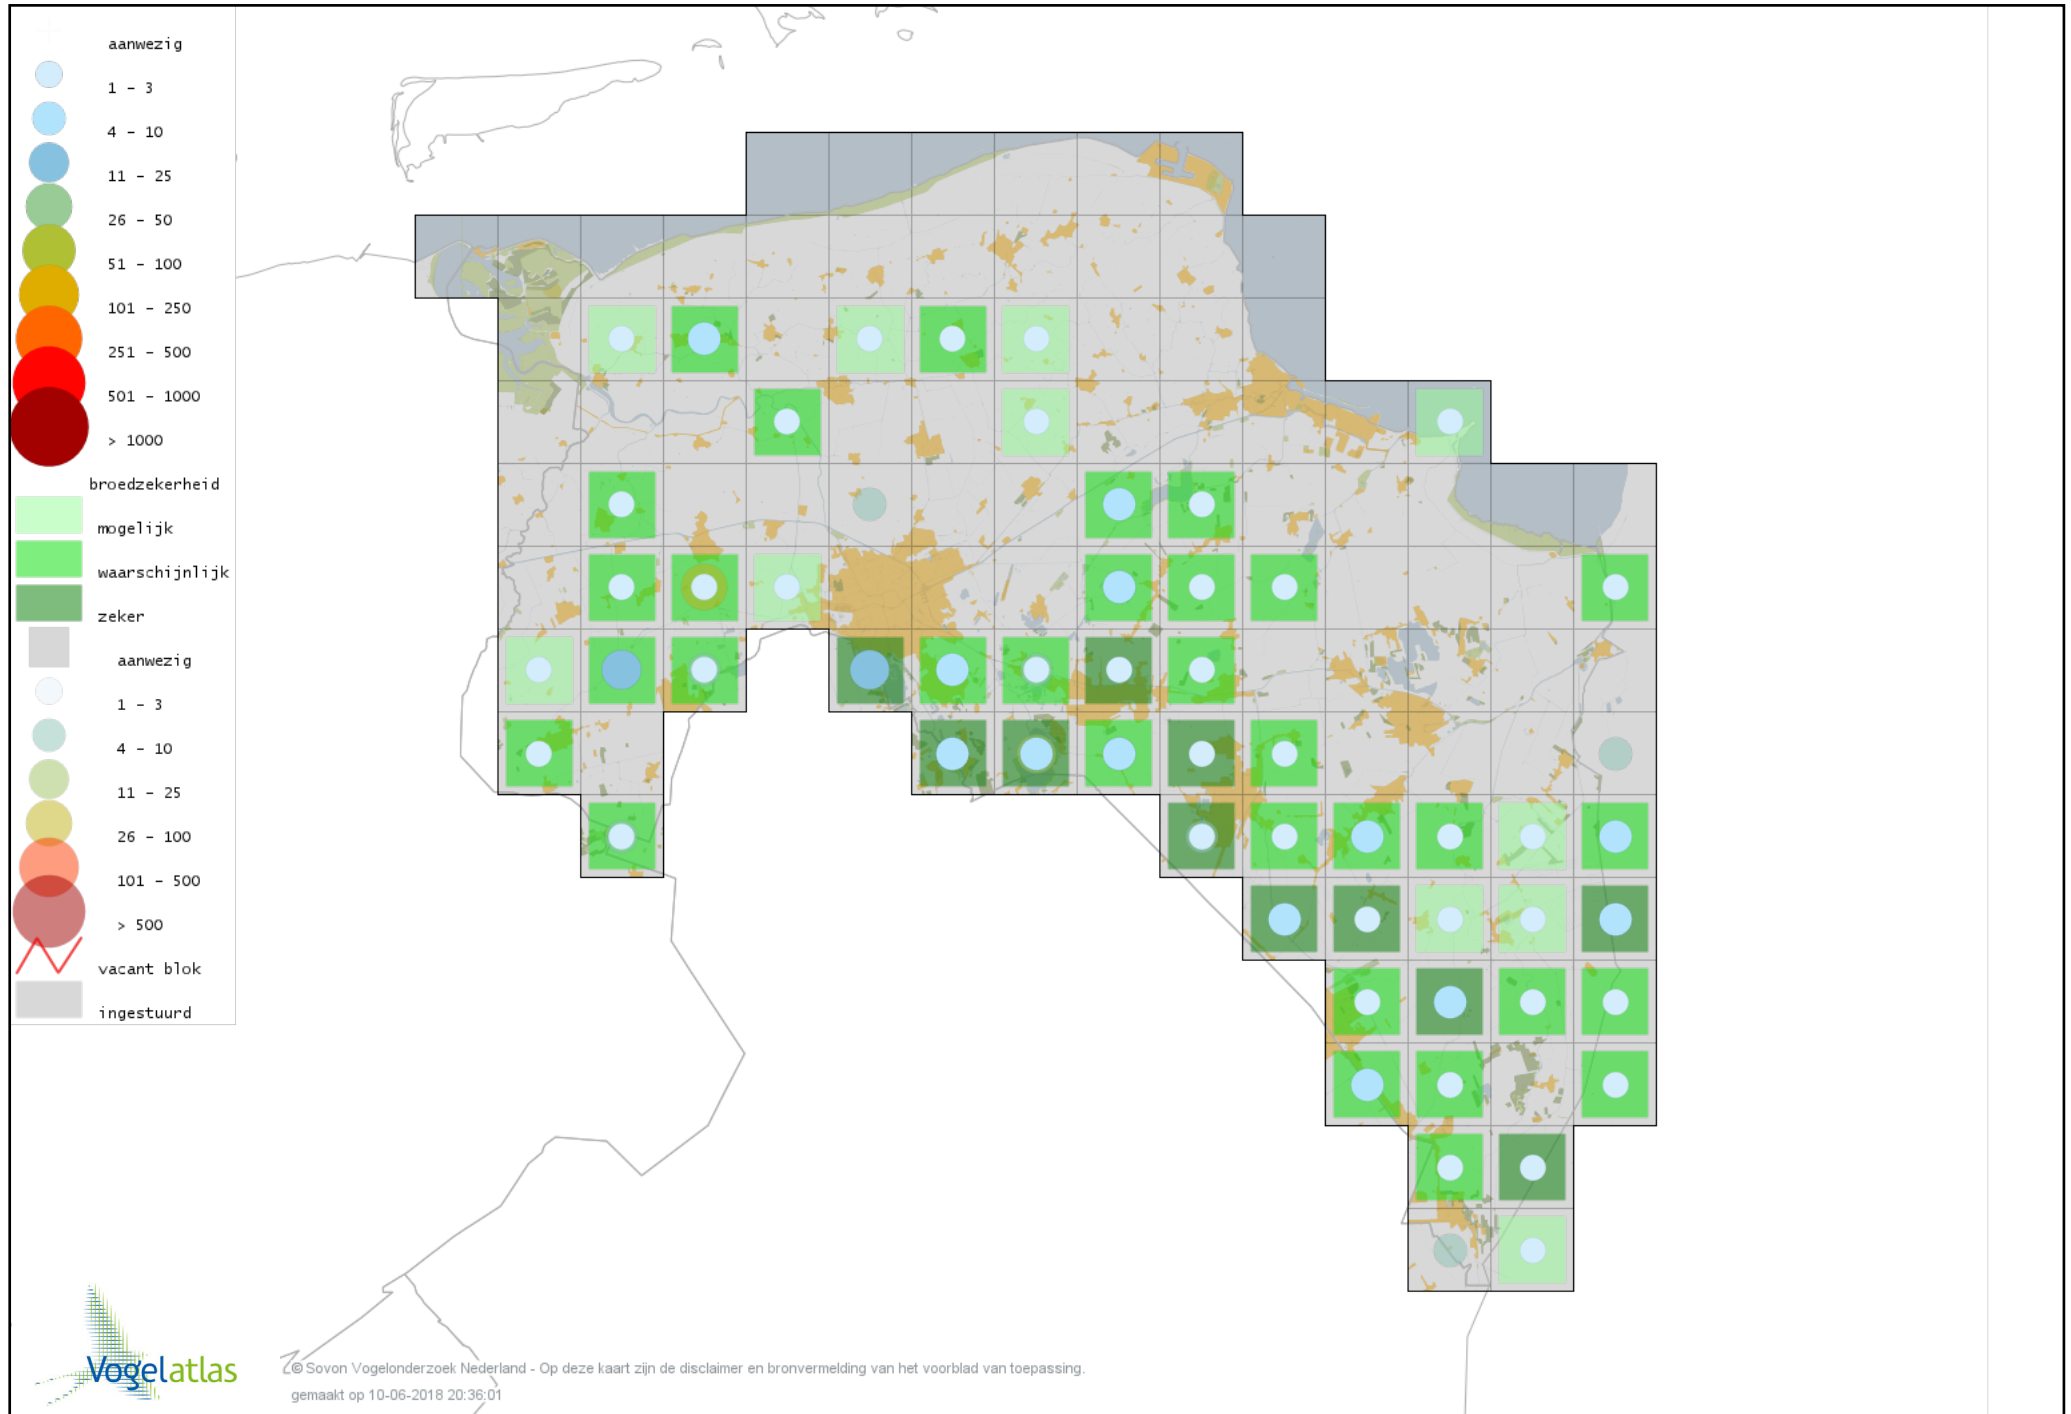 aanwezig
1 - 3
4 - 10
11 - 25
26 - 50
51 - 100
101 - 250
251 - 500
501 - 1000
> 1000
broedzekerheid
mogelijk
waarschijnlijk
zeker
aanwezig
1 - 3
4 - 10
11 - 25
26 - 100
101 - 500
> 500
vacant blok
ingestuurd
Vogelatlas
© Sovon Vogelonderzoek Nederland - Op deze kaart zijn de disclaimer en bronvermelding van het voorblad van toepassing.
gemaakt op 10-06-2018 20:36:01